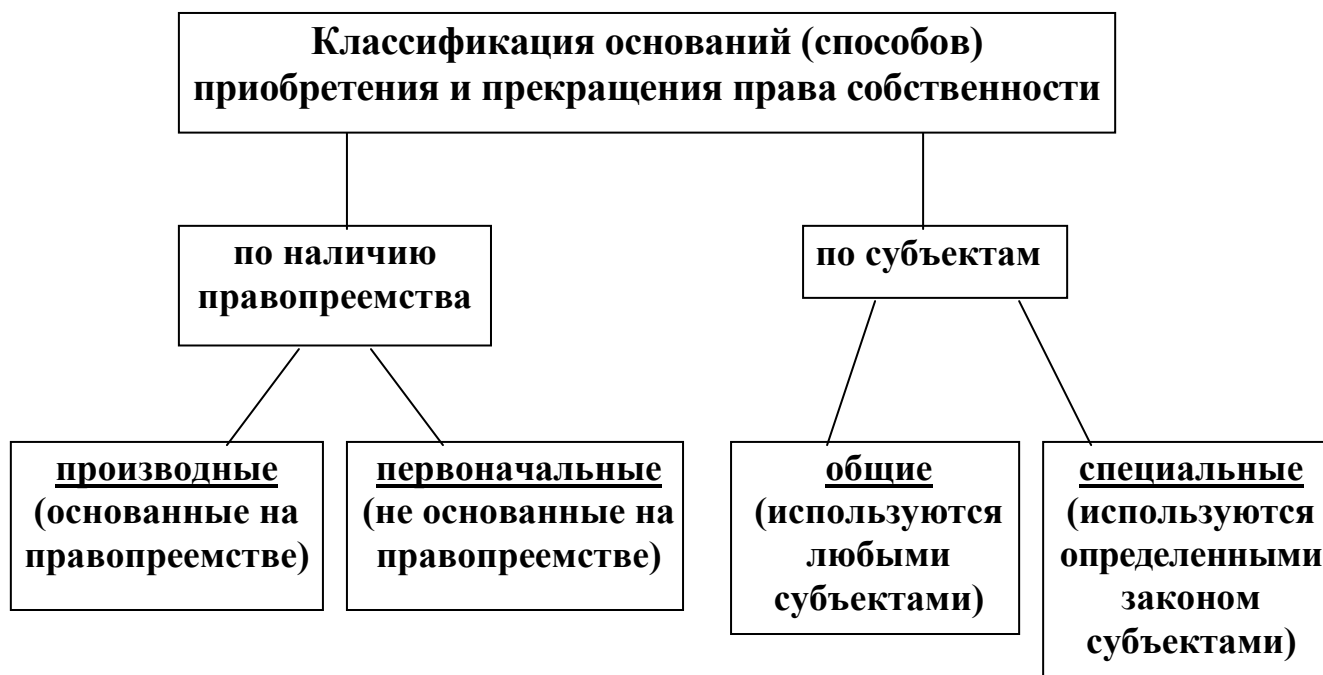 Классификация оснований (способов)
приобретения и прекращения права собственности
по наличию
правопреемства
по субъектам
производные
(основанные на
правопреемстве)
первоначальные
(не основанные на
правопреемстве)
общие
(используются
любыми
субъектами)
специальные
(используются
определенными
законом
субъектами)